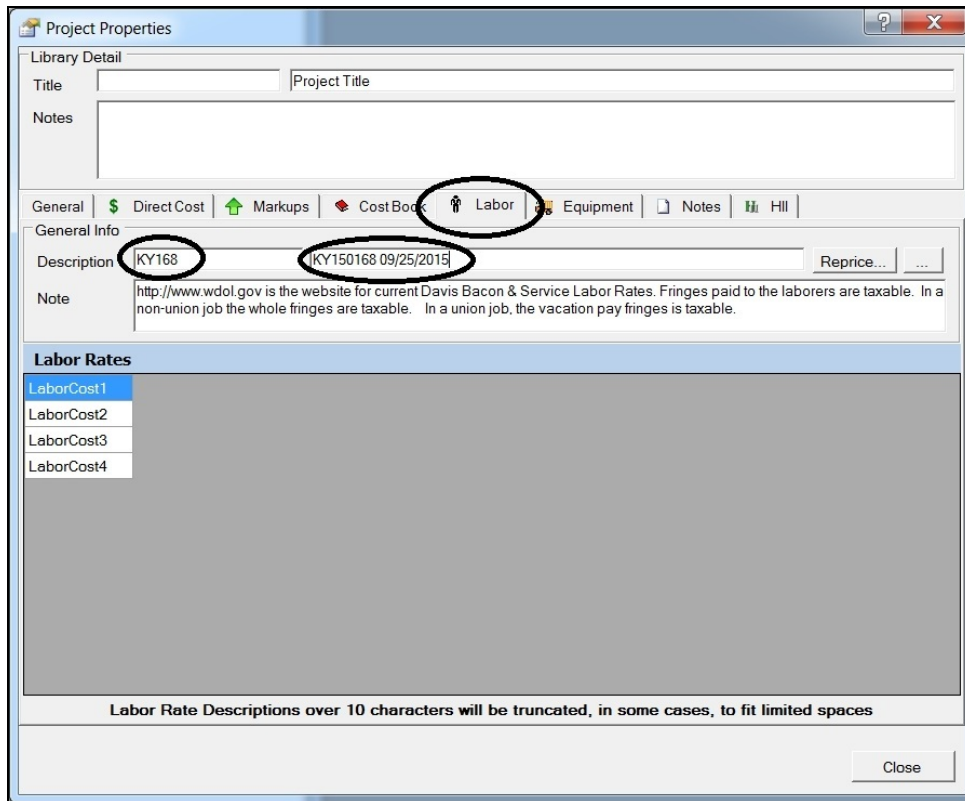 Project Properties
? X
Library Detail
Title Project Title
Notes
General $ Direct Cost Markups Cost Book Labor Equipment Notes HII
General Info
Description KY168 KY150168 09/25/2015 Reprice... ...
Note http://www.wdol.gov is the website for current Davis Bacon & Service Labor Rates. Fringes paid to the laborers are taxable. In a
non-union job the whole fringes are taxable. In a union job, the vacation pay fringes is taxable.
Labor Rates
LaborCost1
LaborCost2
LaborCost3
LaborCost4
Labor Rate Descriptions over 10 characters will be truncated, in some cases, to fit limited spaces
Close